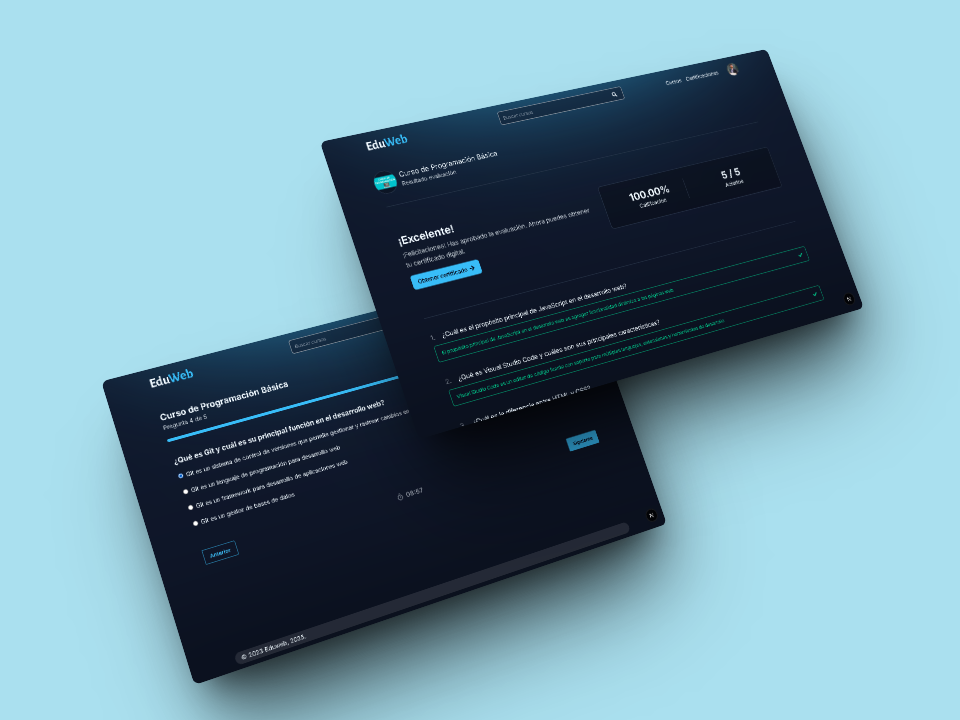 EduWeb
Buscar cursos
Cursos Certificaciones
Curso de Programación Básica
Resultado evaluación
¡Excelente!
¡Felicitaciones! Has aprobado la evaluación. Ahora puedes obtener
tu certificado digital.
Obtener certificado →
100.00%
Calificación
5 / 5
Aciertos
1. ¿Cuál es el propósito principal de JavaScript en el desarrollo web?
El propósito principal de JavaScript en el desarrollo web es agregar funcionalidad dinámica a las páginas web.
2. ¿Qué es Visual Studio Code y cuáles son sus principales características?
Visual Studio Code es un editor de código fuente con soporte para múltiples lenguajes, extensiones y herramientas de desarrollo
3. ¿Cuál es la diferencia entre HTML y CSS?
N
EduWeb
Buscar cursos
Curso de Programación Básica
Pregunta 4 de 5
¿Qué es Git y cuál es su principal función en el desarrollo web?
Git es un sistema de control de versiones que permite gestionar y rastrear cambios en
Git es un lenguaje de programación para desarrollo web
Git es un framework para desarrollo de aplicaciones web
Git es un gestor de bases de datos
08:57
Anterior
Siguiente
© 2023 Eduweb, 2025.
N